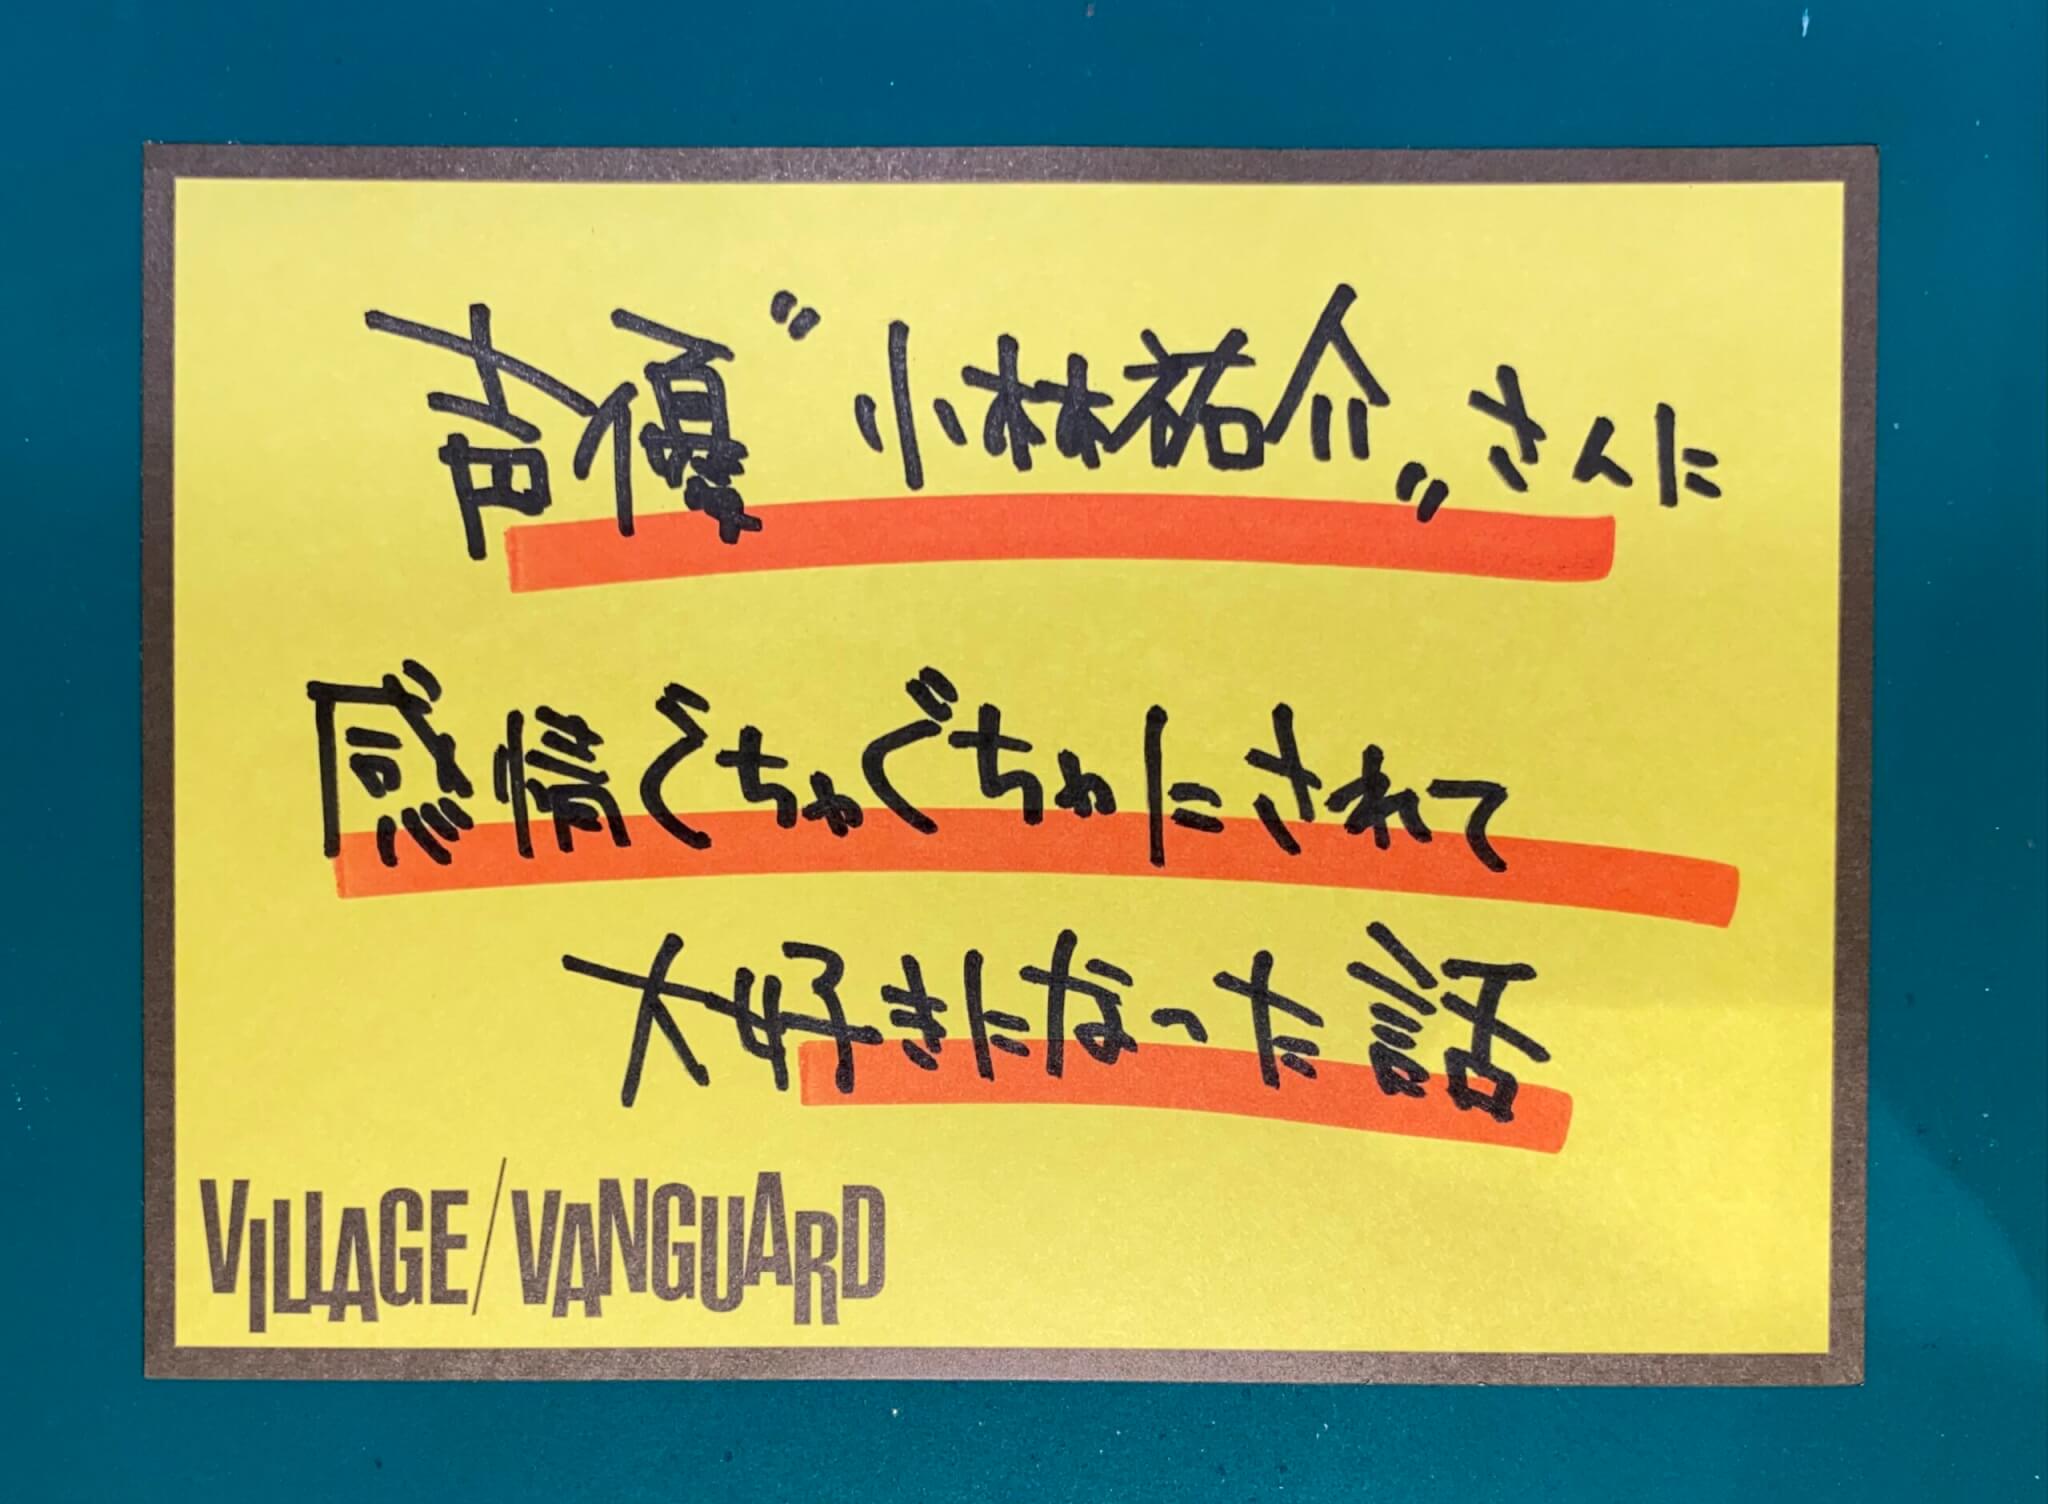 声優”小林裕介”さんに
感情ぐちゃぐちゃにされて
大好きになった話
VILLAGE/VANGUARD